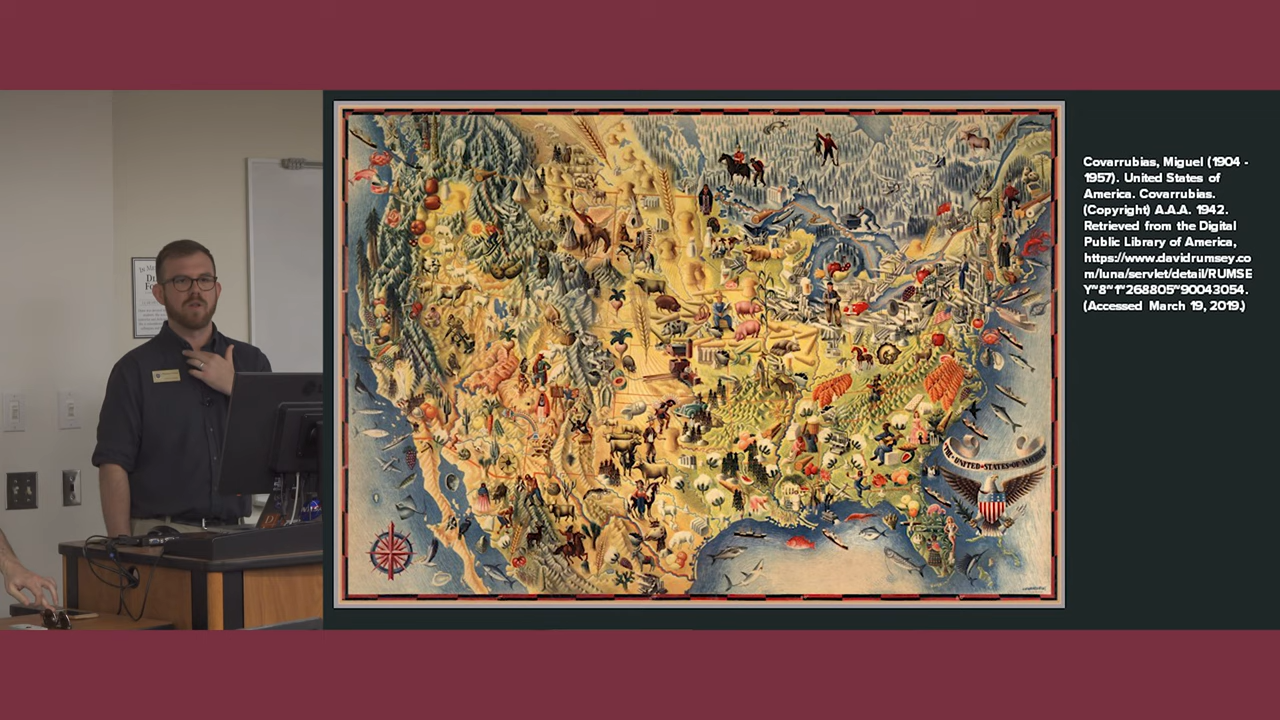 Covarrubias, Miguel (1904 -
1957). United States of
America. Covarrubias.
(Copyright) A.A.A. 1942.
Retrieved from the Digital
Public Library of America,
https://www.davidrumsey.co
m/luna/servlet/detail/RUMSE
Y~8~1~268805~90043054.
(Accessed March 19, 2019.)
THE·UNITED·STATES·OF·AMERICA